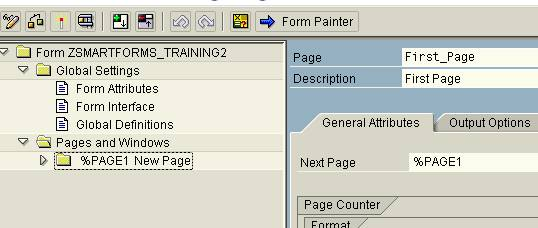 Form Painter
Form ZSMARTFORMS_TRAINING2
Global Settings
Form Attributes
Form Interface
Global Definitions
Pages and Windows
%PAGE1 New Page
Page First_Page
Description First Page
General Attributes Output Options
Next Page %PAGE1
Page Counter
Format